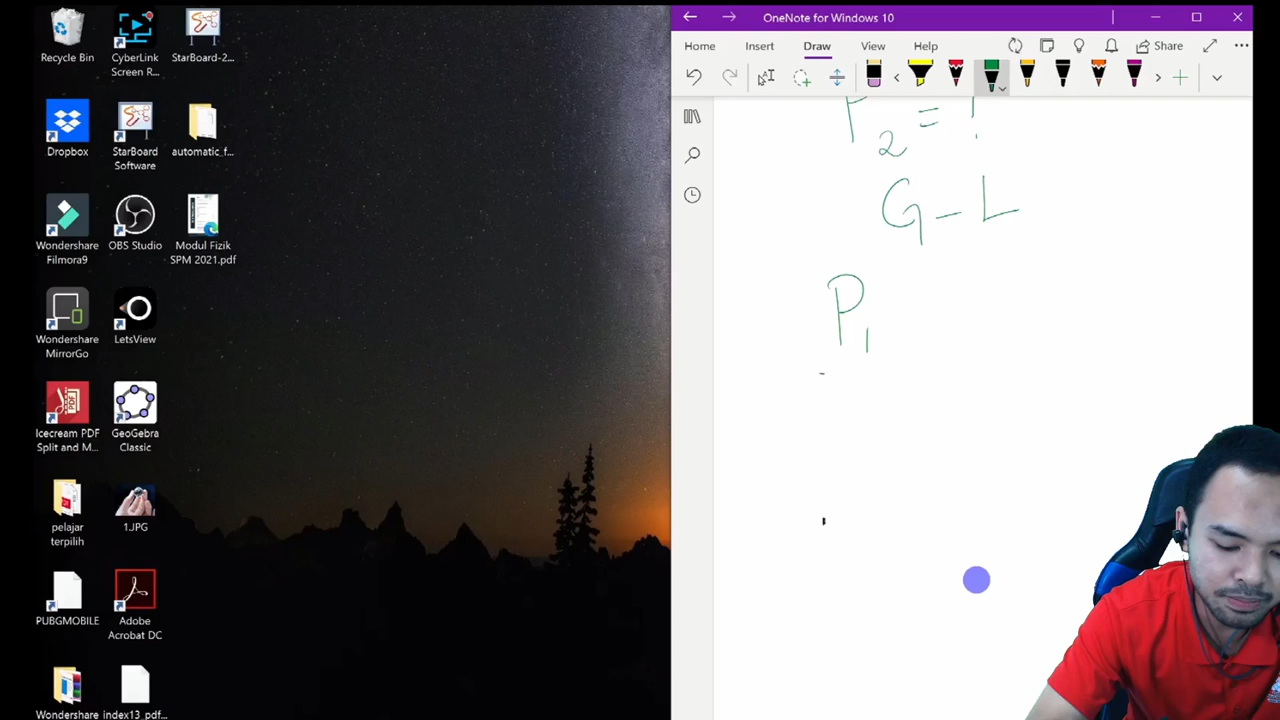 Recycle Bin
CyberLink
Screen R...
StarBoard-2...
Dropbox
StarBoard
Software
automatic_f...
Wondershare
Filmora9
OBS Studio
Modul Fizik
SPM 2021.pdf
Wondershare
MirrorGo
LetsView
Icecream PDF
Split and M...
GeoGebra
Classic
pelajar
terpilih
1.JPG
PUBGMOBILE
Adobe
Acrobat DC
Wondershare
index13_pdf...
OneNote for Windows 10
Home Insert Draw View Help Share
P2 = ?
G - L
P1